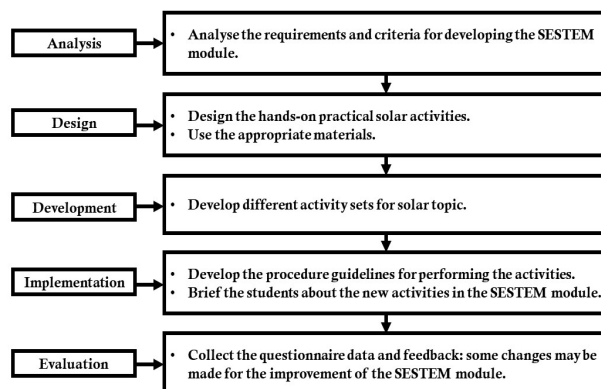 Analysis
• Analyse the requirements and criteria for developing the SESTEM
module.
Design
• Design the hands-on practical solar activities.
• Use the appropriate materials.
Development
• Develop different activity sets for solar topic.
Implementation
• Develop the procedure guidelines for performing the activities.
• Brief the students about the new activities in the SESTEM module.
Evaluation
• Collect the questionnaire data and feedback: some changes may be
made for the improvement of the SESTEM module.